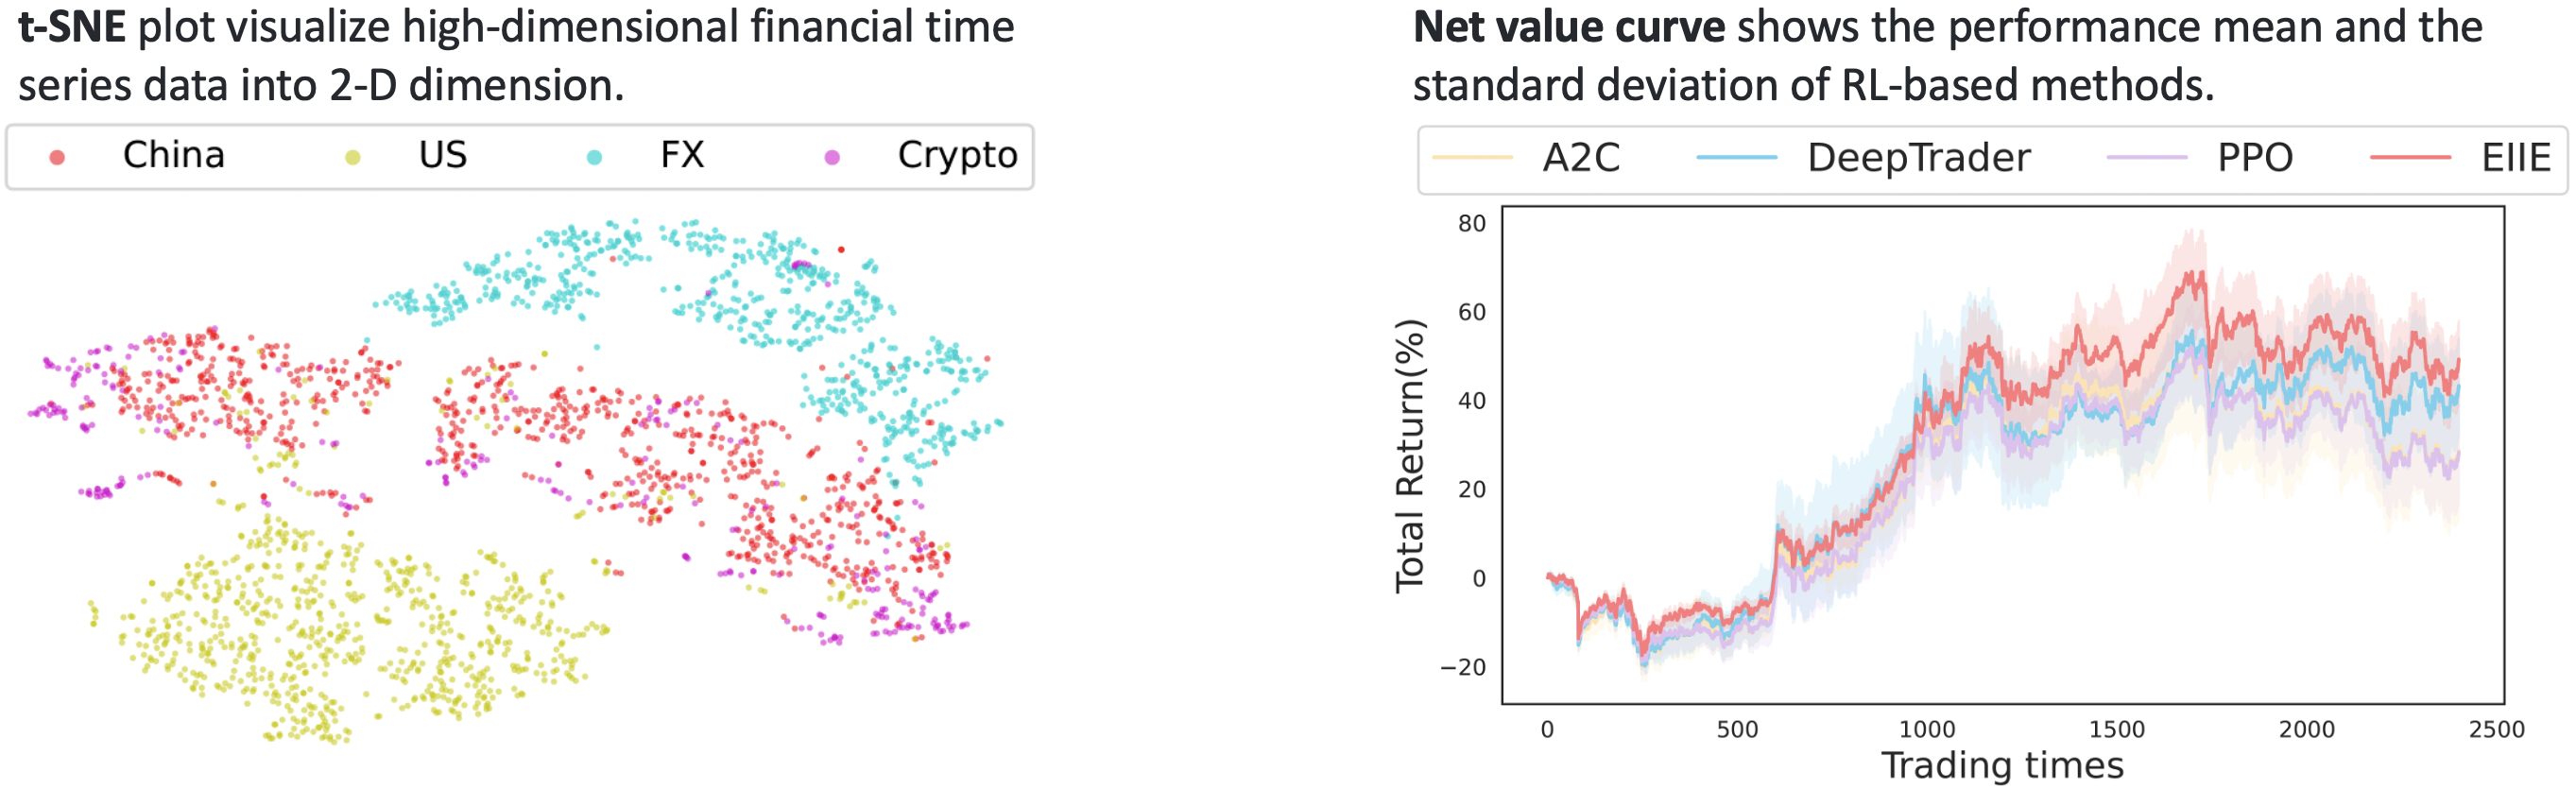 t-SNE plot visualize high-dimensional financial time
series data into 2-D dimension.
China US FX Crypto
Net value curve shows the performance mean and the
standard deviation of RL-based methods.
A2C DeepTrader PPO EIIE
Total Return(%)
80
60
40
20
0
−20
0 500 1000 1500 2000 2500
Trading times